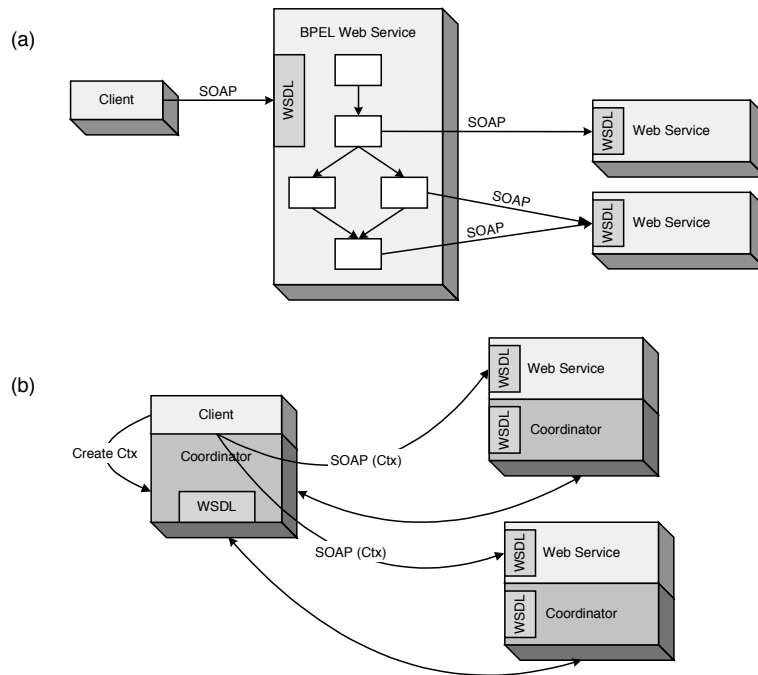 (a)
BPEL Web Service
Client
SOAP
WSDL
SOAP
WSDL
Web Service
SOAP
SOAP
WSDL
Web Service
(b)
Client
Create Ctx
Coordinator
WSDL
SOAP (Ctx)
SOAP (Ctx)
WSDL
Web Service
WSDL
Coordinator
WSDL
Web Service
WSDL
Coordinator